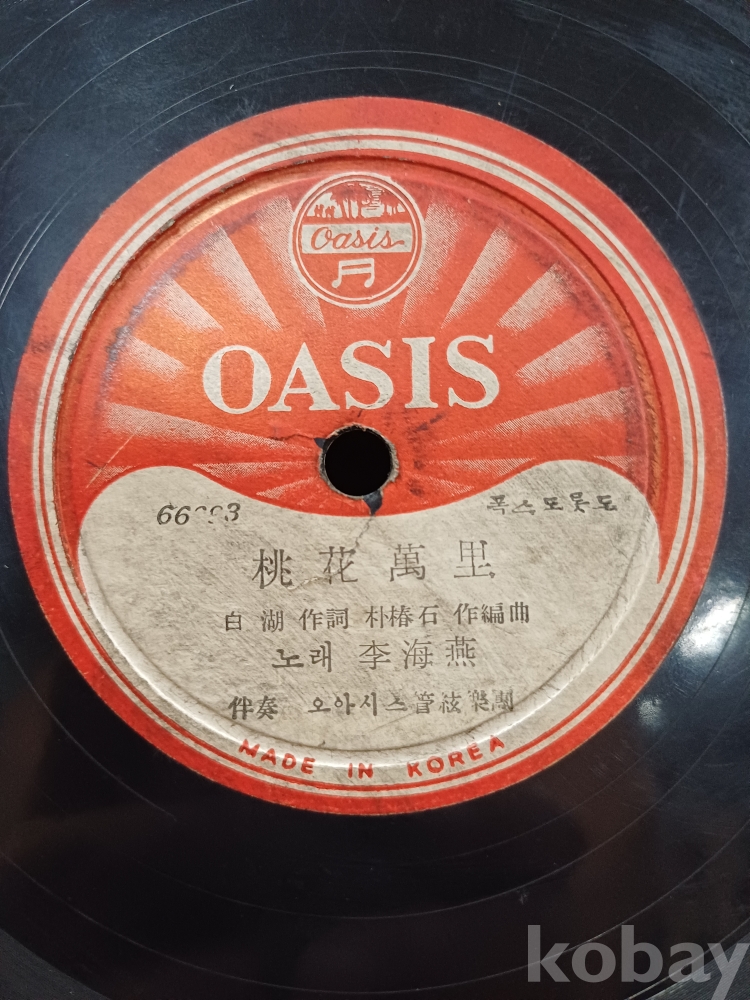 Oasis
OASIS
폭스도롯도
桃花萬里
白湖 作詞 朴椿石 作編曲
노래 李海燕
伴奏 오아시스管絃樂團
MADE IN KOREA
kobay